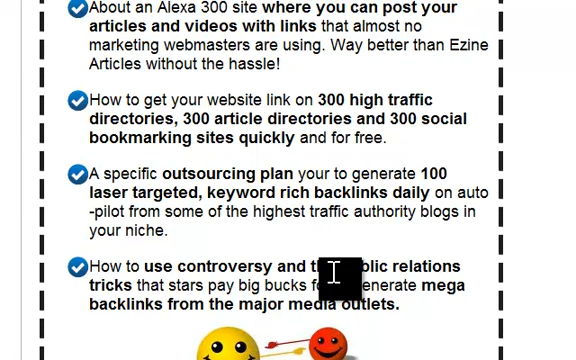 About an Alexa 300 site where you can post your
articles and videos with links that almost no
marketing webmasters are using. Way better than Ezine
Articles without the hassle!
How to get your website link on 300 high traffic
directories, 300 article directories and 300 social
bookmarking sites quickly and for free.
A specific outsourcing plan your to generate 100
laser targeted, keyword rich backlinks daily on auto
-pilot from some of the highest traffic authority blogs in
your niche.
How to use controversy and relations
tricks that stars pay big bucks generate mega
backlinks from the major media outlets.